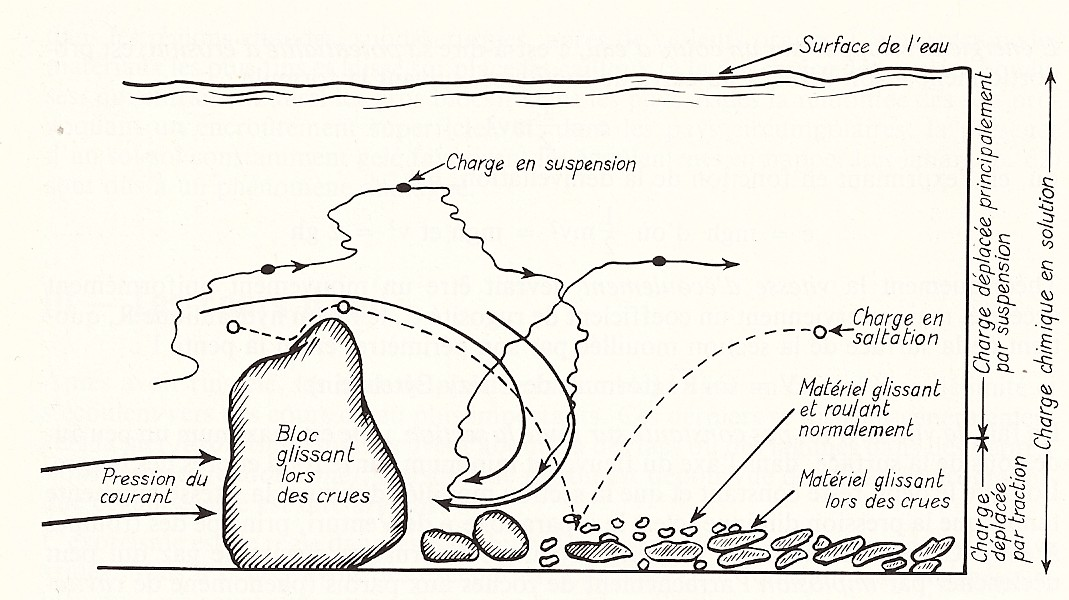 Surface de l'eau
Charge en suspension
Charge en
saltation
Matériel glissant
et roulant
normalement
Matériel glissant
lors des crues
Bloc
glissant
lors
des crues
Pression du
courant
Charge déplacée principalement
par suspension
Charge
déplacée
par traction
Charge chimique en solution